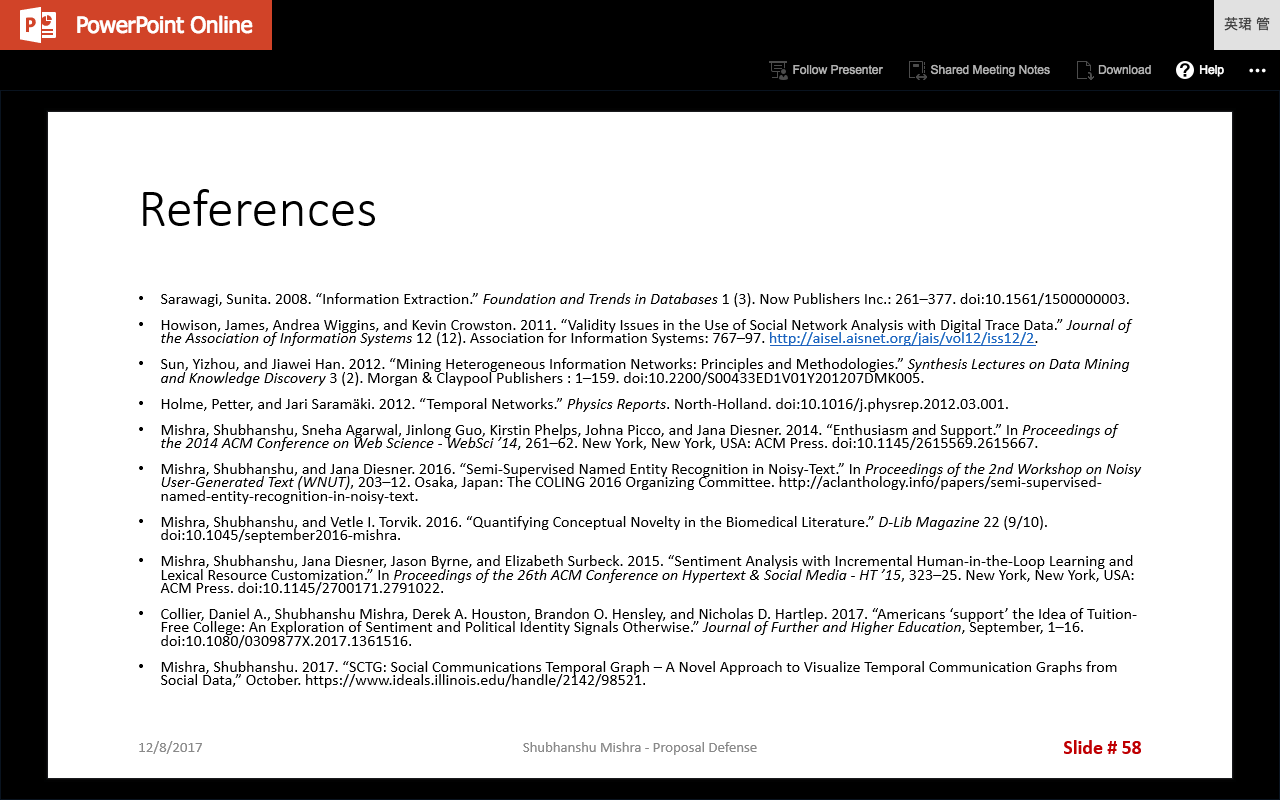 PowerPoint Online
英珺 管
Follow Presenter
Shared Meeting Notes
Download
Help
References
• Sarawagi, Sunita. 2008. “Information Extraction.” Foundation and Trends in Databases 1 (3). Now Publishers Inc.: 261–377. doi:10.1561/1500000003.
• Howison, James, Andrea Wiggins, and Kevin Crowston. 2011. “Validity Issues in the Use of Social Network Analysis with Digital Trace Data.” Journal of
the Association of Information Systems 12 (12). Association for Information Systems: 767–97. http://aisel.aisnet.org/jais/vol12/iss12/2.
• Sun, Yizhou, and Jiawei Han. 2012. “Mining Heterogeneous Information Networks: Principles and Methodologies.” Synthesis Lectures on Data Mining
and Knowledge Discovery 3 (2). Morgan & Claypool Publishers : 1–159. doi:10.2200/S00433ED1V01Y201207DMK005.
• Holme, Petter, and Jari Saramäki. 2012. “Temporal Networks.” Physics Reports. North-Holland. doi:10.1016/j.physrep.2012.03.001.
• Mishra, Shubhanshu, Sneha Agarwal, Jinlong Guo, Kirstin Phelps, Johna Picco, and Jana Diesner. 2014. “Enthusiasm and Support.” In Proceedings of
the 2014 ACM Conference on Web Science - WebSci ’14, 261–62. New York, New York, USA: ACM Press. doi:10.1145/2615569.2615667.
• Mishra, Shubhanshu, and Jana Diesner. 2016. “Semi-Supervised Named Entity Recognition in Noisy-Text.” In Proceedings of the 2nd Workshop on Noisy
User-Generated Text (WNUT), 203–12. Osaka, Japan: The COLING 2016 Organizing Committee. http://aclanthology.info/papers/semi-supervised-
named-entity-recognition-in-noisy-text.
• Mishra, Shubhanshu, and Vetle I. Torvik. 2016. “Quantifying Conceptual Novelty in the Biomedical Literature.” D-Lib Magazine 22 (9/10).
doi:10.1045/september2016-mishra.
• Mishra, Shubhanshu, Jana Diesner, Jason Byrne, and Elizabeth Surbeck. 2015. “Sentiment Analysis with Incremental Human-in-the-Loop Learning and
Lexical Resource Customization.” In Proceedings of the 26th ACM Conference on Hypertext & Social Media - HT ’15, 323–25. New York, New York, USA:
ACM Press. doi:10.1145/2700171.2791022.
• Collier, Daniel A., Shubhanshu Mishra, Derek A. Houston, Brandon O. Hensley, and Nicholas D. Hartlep. 2017. “Americans ‘support’ the Idea of Tuition-
Free College: An Exploration of Sentiment and Political Identity Signals Otherwise.” Journal of Further and Higher Education, September, 1–16.
doi:10.1080/0309877X.2017.1361516.
• Mishra, Shubhanshu. 2017. “SCTG: Social Communications Temporal Graph – A Novel Approach to Visualize Temporal Communication Graphs from
Social Data,” October. https://www.ideals.illinois.edu/handle/2142/98521.
12/8/2017
Shubhanshu Mishra - Proposal Defense
Slide # 58